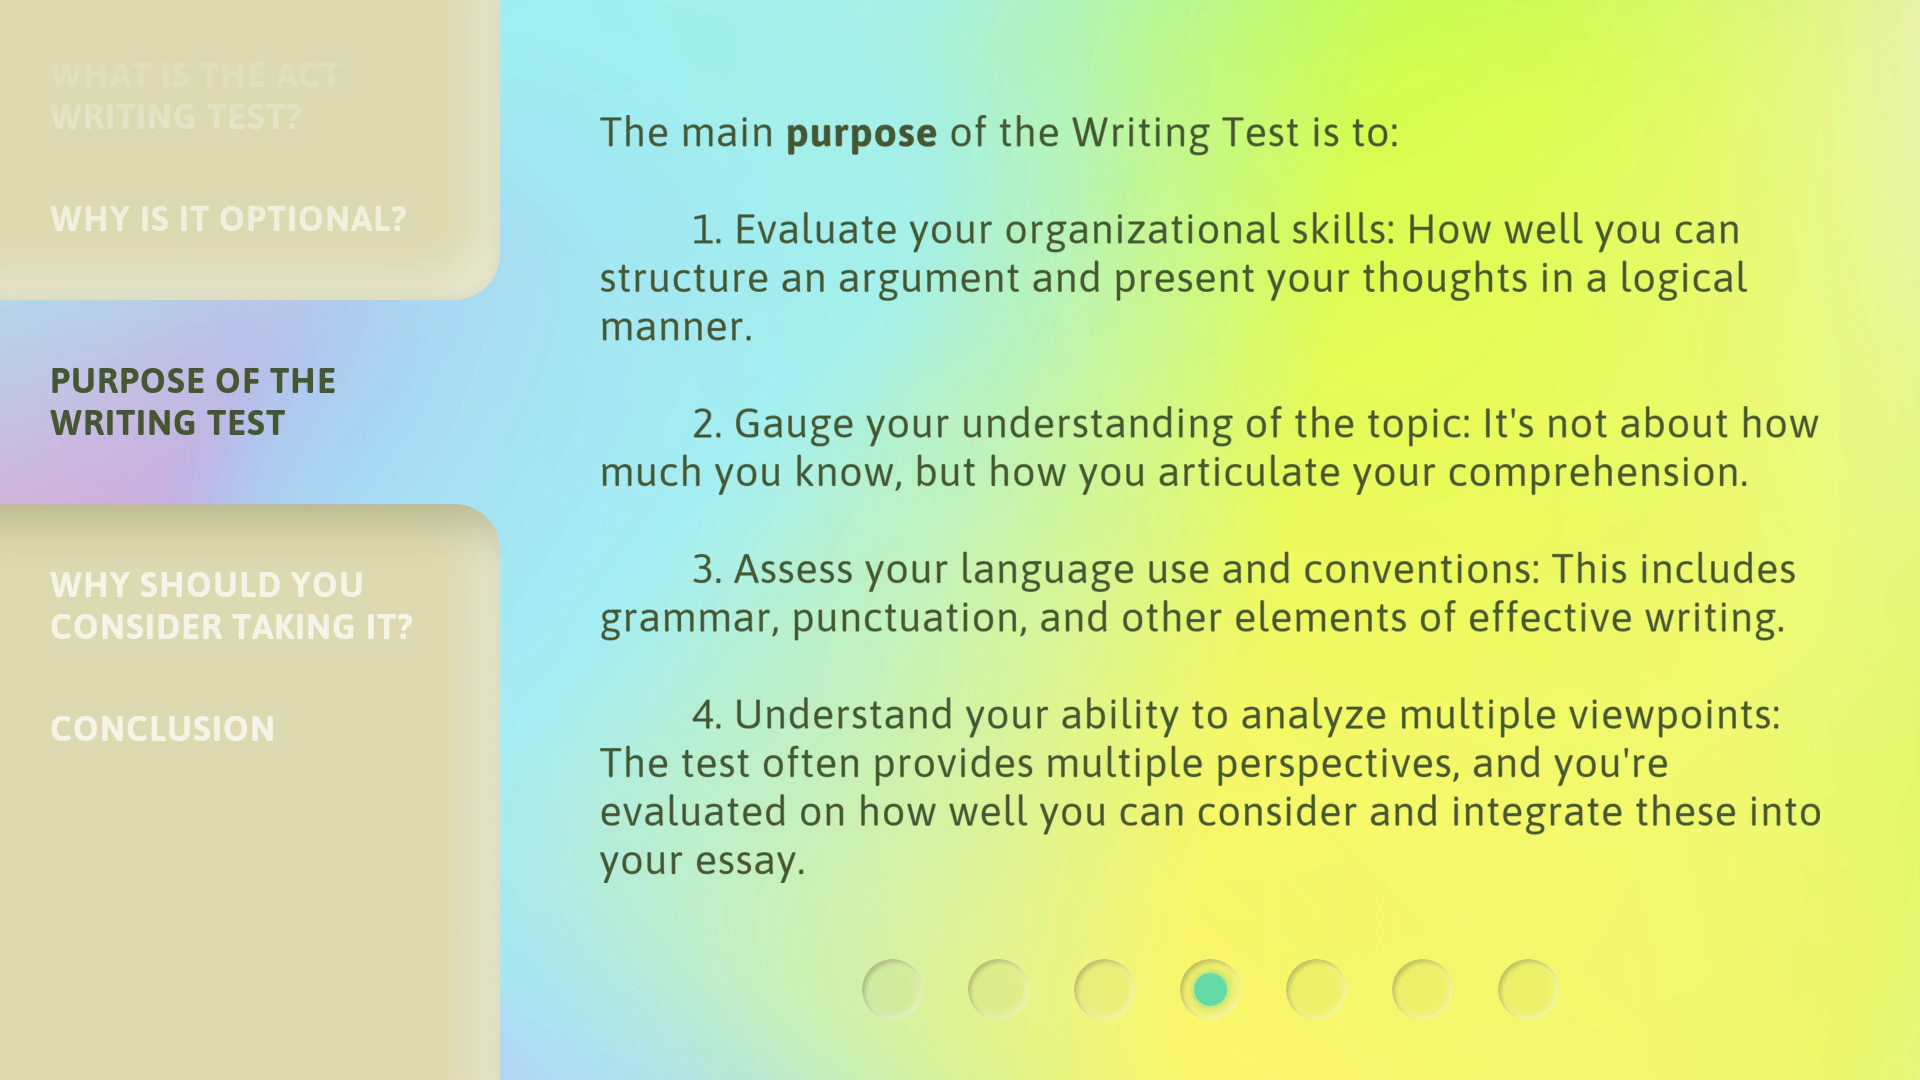 WHAT IS THE ACT
WRITING TEST?
WHY IS IT OPTIONAL?
PURPOSE OF THE
WRITING TEST
WHY SHOULD YOU
CONSIDER TAKING IT?
CONCLUSION
The main purpose of the Writing Test is to:
1. Evaluate your organizational skills: How well you can
structure an argument and present your thoughts in a logical
manner.
2. Gauge your understanding of the topic: It's not about how
much you know, but how you articulate your comprehension.
3. Assess your language use and conventions: This includes
grammar, punctuation, and other elements of effective writing.
4. Understand your ability to analyze multiple viewpoints:
The test often provides multiple perspectives, and you're
evaluated on how well you can consider and integrate these into
your essay.